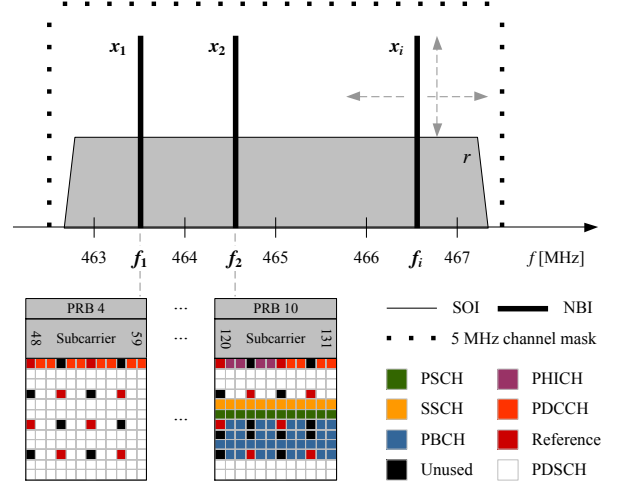 x1 x2 xi
r
463 f1 464 f2 465 466 fi 467 f [MHz]
PRB 4 ... PRB 10
48 Subcarrier 59 ... 120 Subcarrier 131
...
SOI NBI
5 MHz channel mask
PSCH PHICH
SSCH PDCCH
PBCH Reference
Unused PDSCH